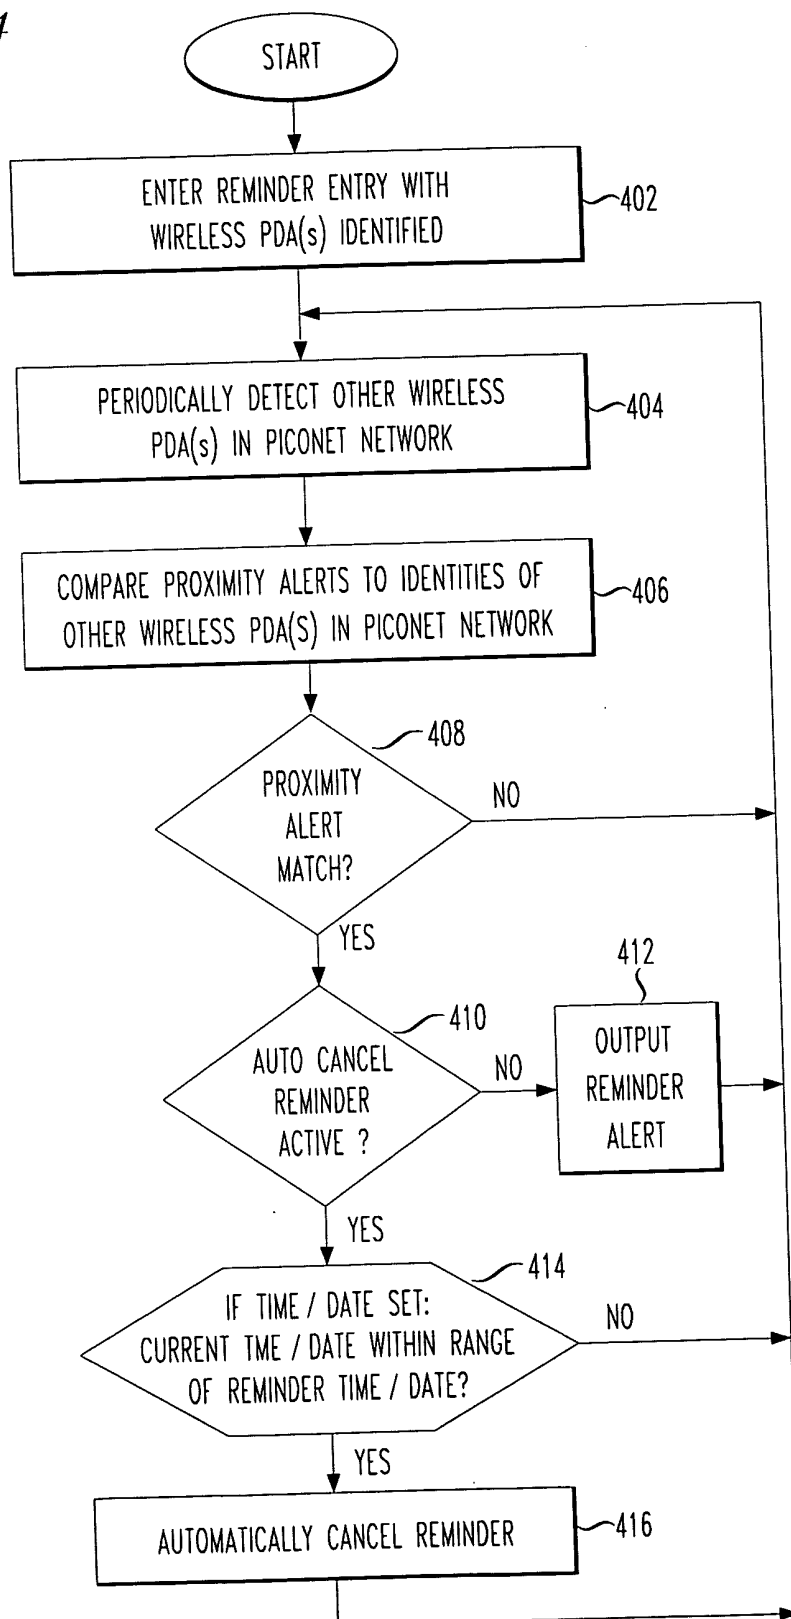 4
START
ENTER REMINDER ENTRY WITH
WIRELESS PDA(s) IDENTIFIED
402
PERIODICALLY DETECT OTHER WIRELESS
PDA(s) IN PICONET NETWORK
404
COMPARE PROXIMITY ALERTS TO IDENTITIES OF
OTHER WIRELESS PDA(S) IN PICONET NETWORK
406
408
PROXIMITY
ALERT
MATCH?
NO
YES
412
410
AUTO CANCEL
REMINDER
ACTIVE ?
NO
OUTPUT
REMINDER
ALERT
YES
414
IF TIME / DATE SET:
CURRENT TME / DATE WITHIN RANGE
OF REMINDER TIME / DATE?
NO
YES
AUTOMATICALLY CANCEL REMINDER
416